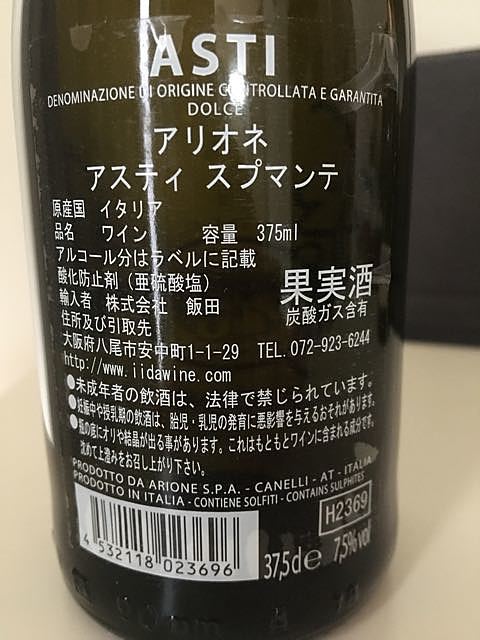 ASTI
DENOMINAZIONE DI ORIGINE CONTROLLATA E GARANTITA
DOLCE
アリオネ
アスティ スプマンテ
原産国 イタリア
品名 ワイン 容量 375ml
アルコール分はラベルに記載
酸化防止剤（亜硫酸塩） 果実酒
輸入者 株式会社 飯田 炭酸ガス含有
住所及び引取先
大阪府八尾市安中町1-1-29 TEL.072-923-6244
http://www.iidawine.com
●未成年者の飲酒は、法律で禁じられています。
●妊娠中や授乳期の飲酒は、胎児・乳児の発育に悪影響を与えるおそれがあります。
●瓶の底にオリや結晶が出る事があります。これはもともとワインに含まれる成分です。
沈めて上澄みをお召し上がり下さい。
PRODOTTO DA ARIONE S.P.A. - CANELLI - AT - ITALIA
PRODOTTO IN ITALIA - CONTIENE SOLFITI - CONTAINS SULPHITES
H2369
4 532118 023696
37,5 d e 7,5% vol